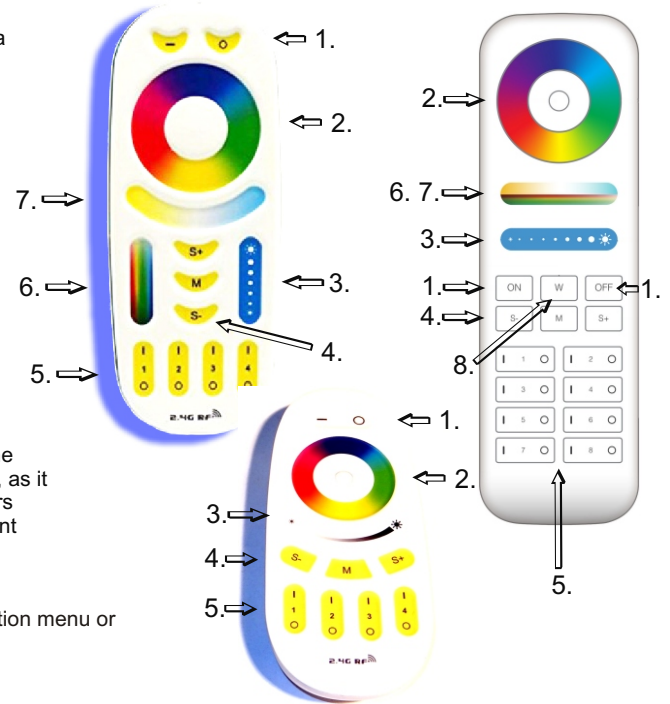 a
1.
2.
7.
S+
M
S-
6.
3.
4.
5.
1 2 3 4
2.4G RF
2.
6. 7.
3.
1.
ON W OFF
1.
4.
S- M S+
8.
1 2
3 4
5 6
7 8
5.
e
, as it
rs
nt
tion menu or
1.
2.
3.
4.
S- M S+
5.
1 2 3 4
2.4G RF